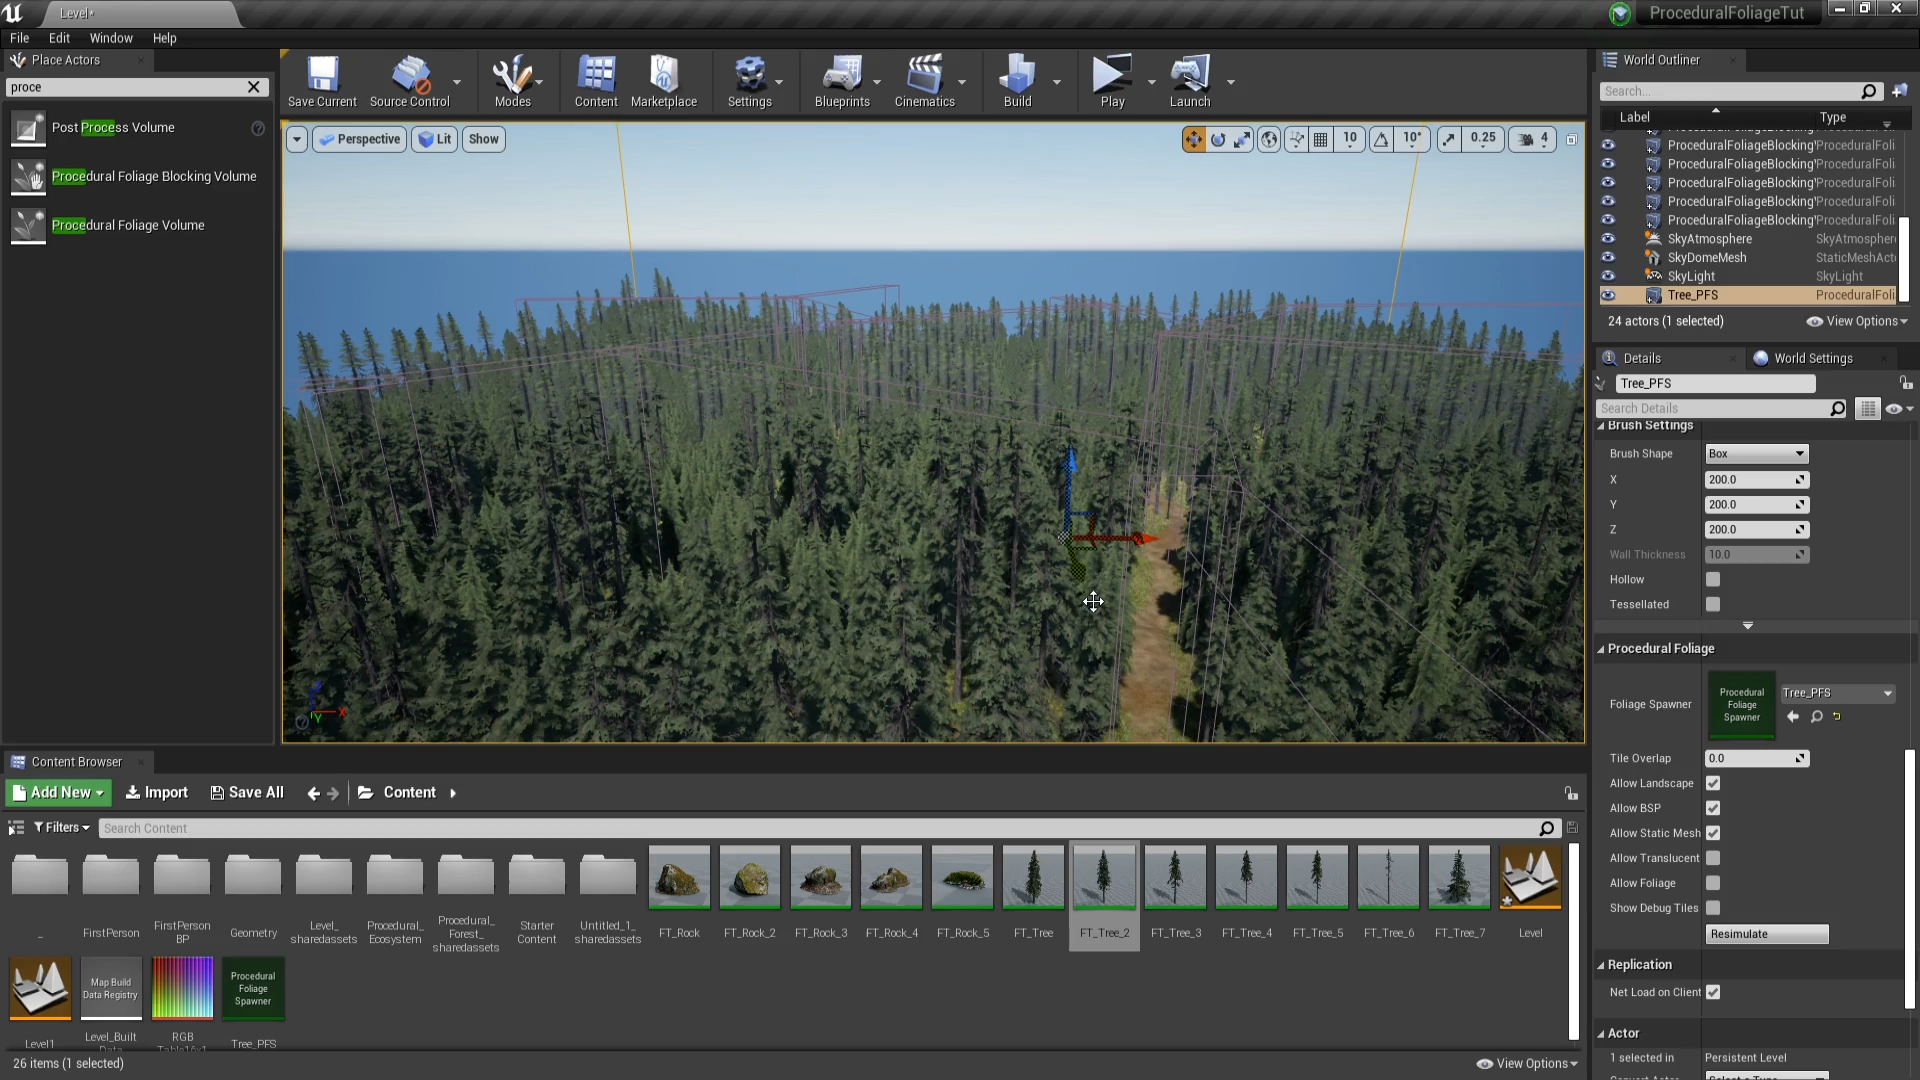 Level*
ProceduralFoliageTut
File Edit Window Help
Place Actors
proce
Post Process Volume
Procedural Foliage Blocking Volume
Procedural Foliage Volume
Save Current
Source Control
Modes
Content
Marketplace
Settings
Blueprints
Cinematics
Build
Play
Launch
Perspective
Lit
Show
10
10°
0.25
4
X
Y
World Outliner
Search...
Label
Type
ProceduralFoliageBlocking ProceduralFoli
ProceduralFoliageBlocking ProceduralFoli
ProceduralFoliageBlocking ProceduralFoli
ProceduralFoliageBlocking ProceduralFoli
ProceduralFoliageBlocking ProceduralFoli
SkyAtmosphere SkyAtmospher
SkyDomeMesh StaticMeshAct
SkyLight SkyLight
Tree_PFS ProceduralFoli
24 actors (1 selected)
View Options
Details
World Settings
Tree_PFS
Search Details
Brush Settings
Brush Shape Box
X 200.0
Y 200.0
Z 200.0
Wall Thickness 10.0
Hollow
Tessellated
Procedural Foliage
Foliage Spawner
Procedural
Foliage
Spawner
Tree_PFS
Tile Overlap 0.0
Allow Landscape
Allow BSP
Allow Static Mesh
Allow Translucent
Allow Foliage
Show Debug Tiles
Resimulate
Replication
Net Load on Client
Actor
1 selected in Persistent Level
Content Browser
Add New
Import
Save All
Content
Filters
Search Content
_
FirstPerson
FirstPerson
BP
Geometry
Level_
sharedassets
Procedural_
Ecosystem
Procedural_
Forest_
sharedassets
Starter
Content
Untitled_1_
sharedassets
FT_Rock
FT_Rock_2
FT_Rock_3
FT_Rock_4
FT_Rock_5
FT_Tree
FT_Tree_2
FT_Tree_3
FT_Tree_4
FT_Tree_5
FT_Tree_6
FT_Tree_7
Level
Level1
Map Build
Data Registry
Level_Built
Data
RGB
Table16x1
Procedural
Foliage
Spawner
Tree_PFS
26 items (1 selected)
View Options